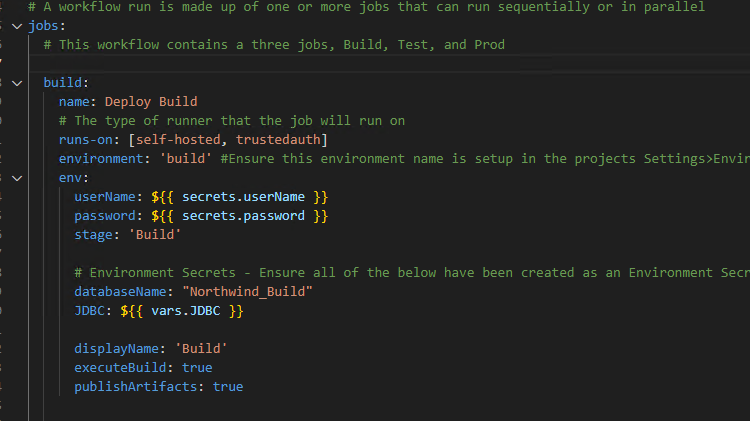 # A workflow run is made up of one or more jobs that can run sequentially or in parallel
jobs:
# This workflow contains a three jobs, Build, Test, and Prod
build:
name: Deploy Build
# The type of runner that the job will run on
runs-on: [self-hosted, trustedauth]
environment: 'build' #Ensure this environment name is setup in the projects Settings>Envir
env:
userName: ${{ secrets.userName }}
password: ${{ secrets.password }}
stage: 'Build'
# Environment Secrets - Ensure all of the below have been created as an Environment Secr
databaseName: "Northwind_Build"
JDBC: ${{ vars.JDBC }}
displayName: 'Build'
executeBuild: true
publishArtifacts: true